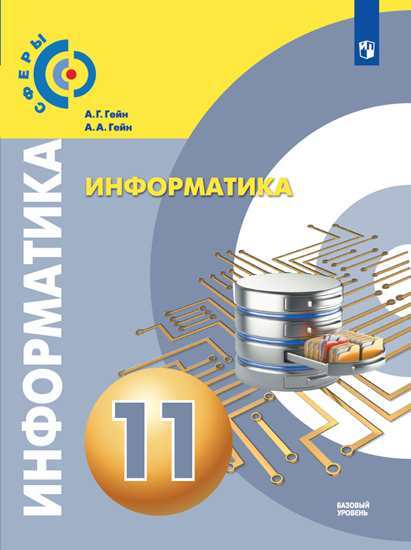 СФЕРЫ
А.Г. Гейн
А.А. Гейн
ИНФОРМАТИКА
ИНФОРМАТИКА
11
БАЗОВЫЙ
УРОВЕНЬ